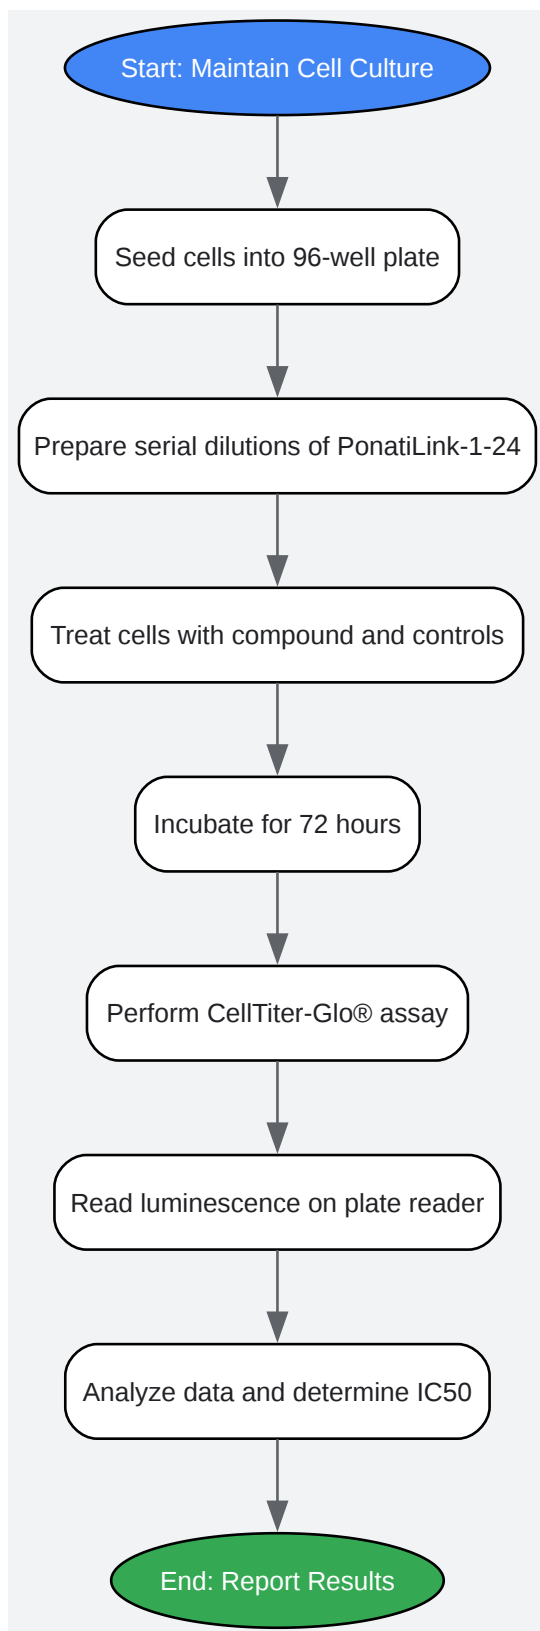 Start: Maintain Cell Culture
Seed cells into 96-well plate
Prepare serial dilutions of PonatiLink-1-24
Treat cells with compound and controls
Incubate for 72 hours
Perform CellTiter-Glo® assay
Read luminescence on plate reader
Analyze data and determine IC50
End: Report Results